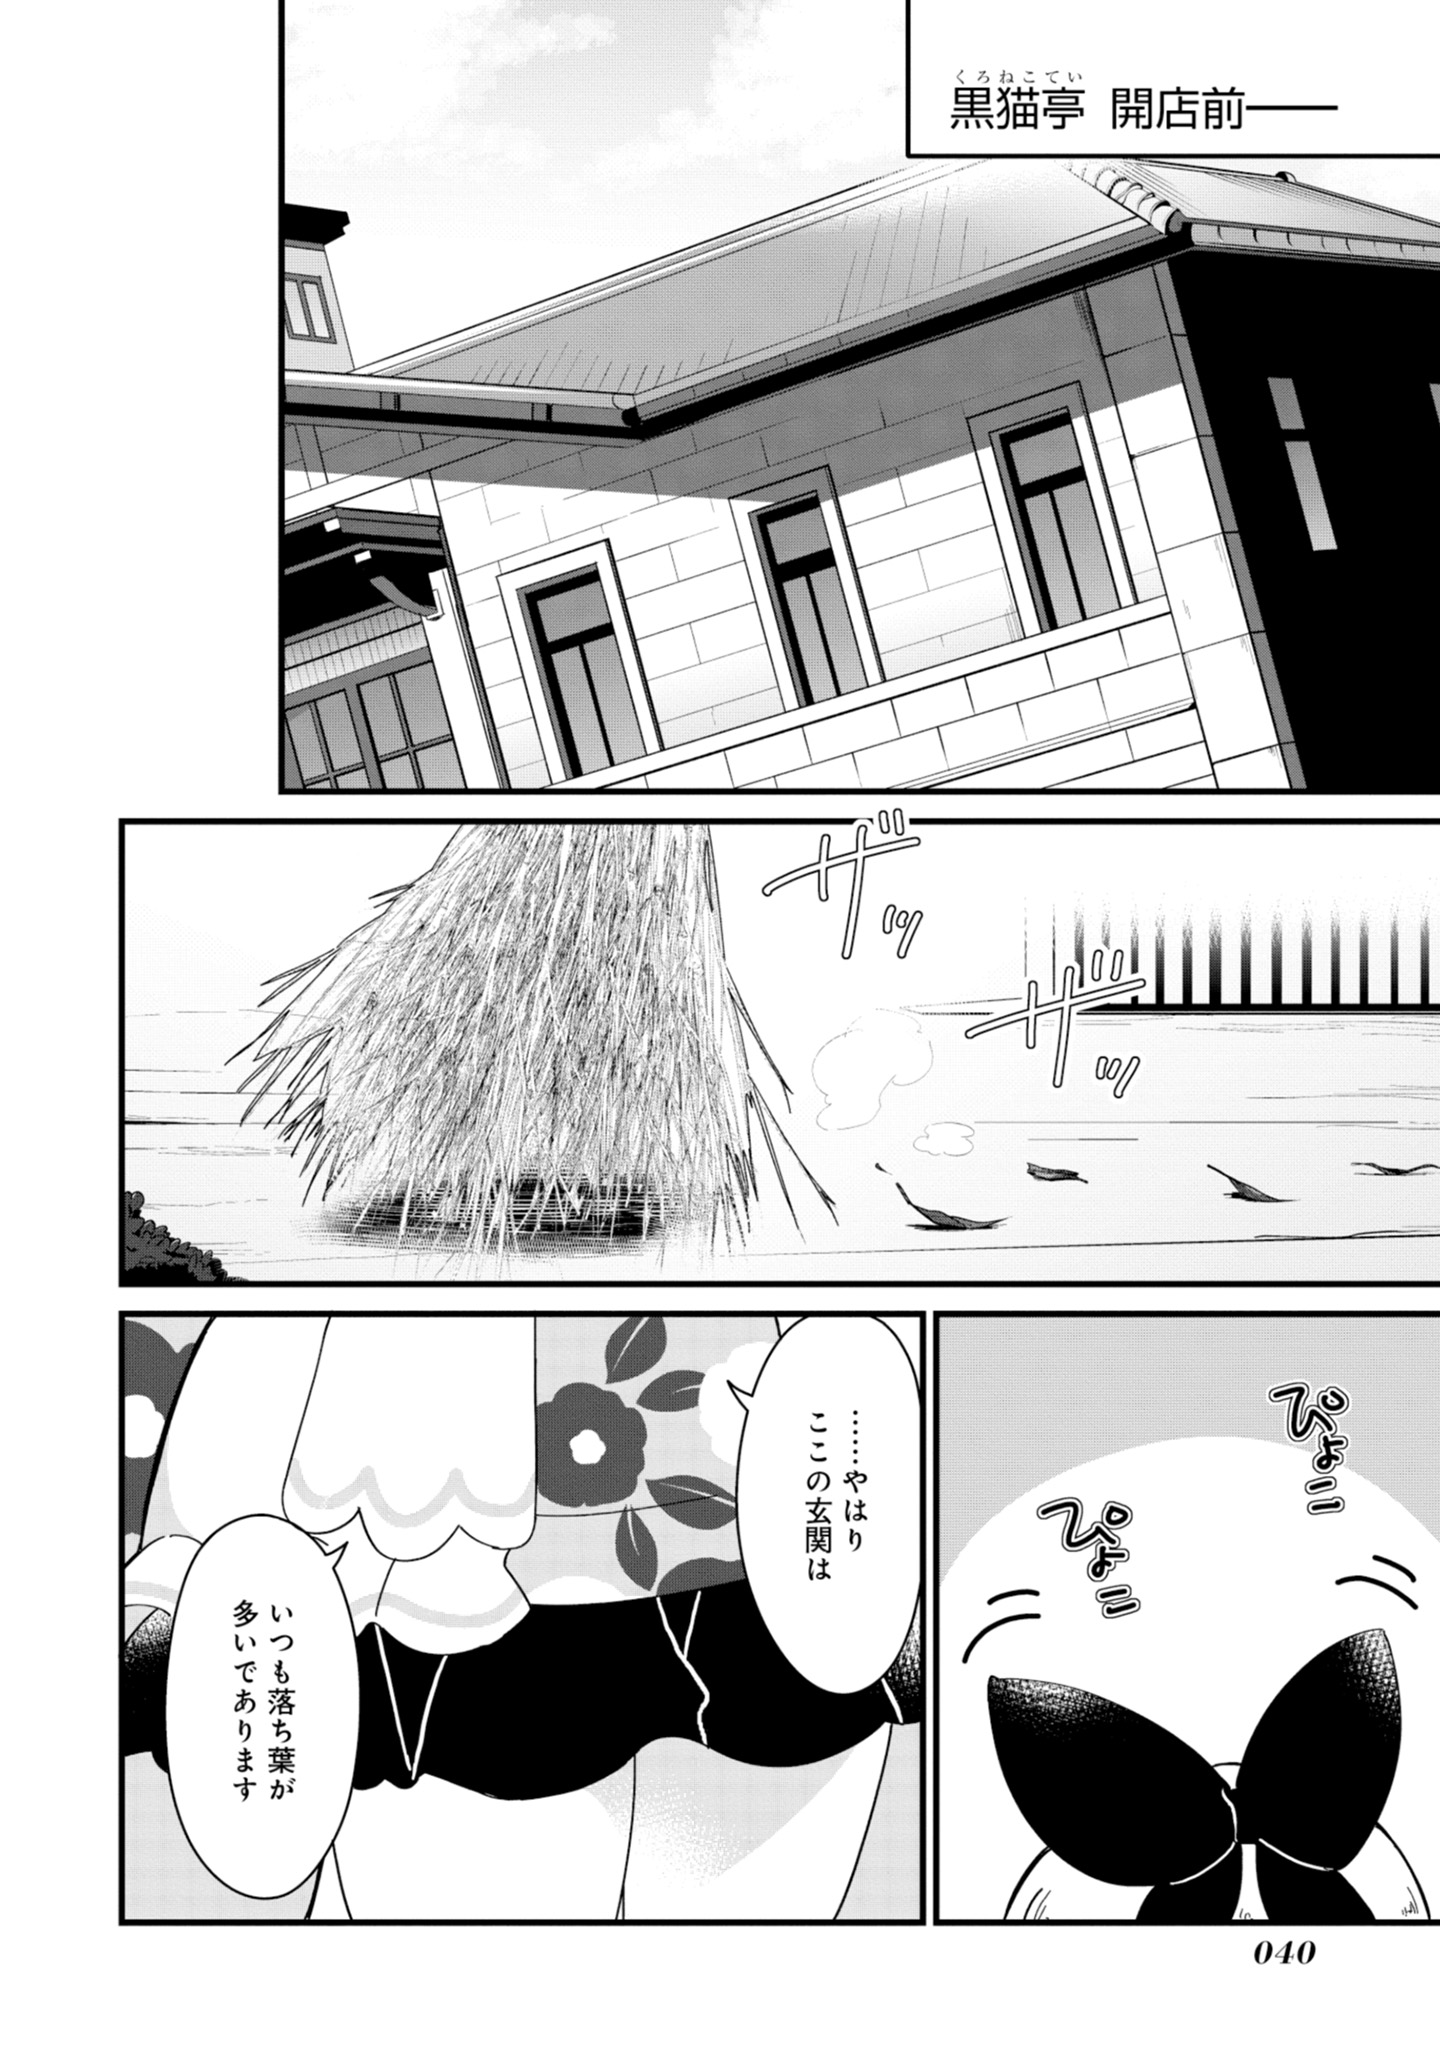 くろねこてい
黒猫亭 開店前――
ザッ
ザッ
ぴょこ
ぴょこ
……やはり
ここの玄関は
いつも落ち葉が
多いであります
040